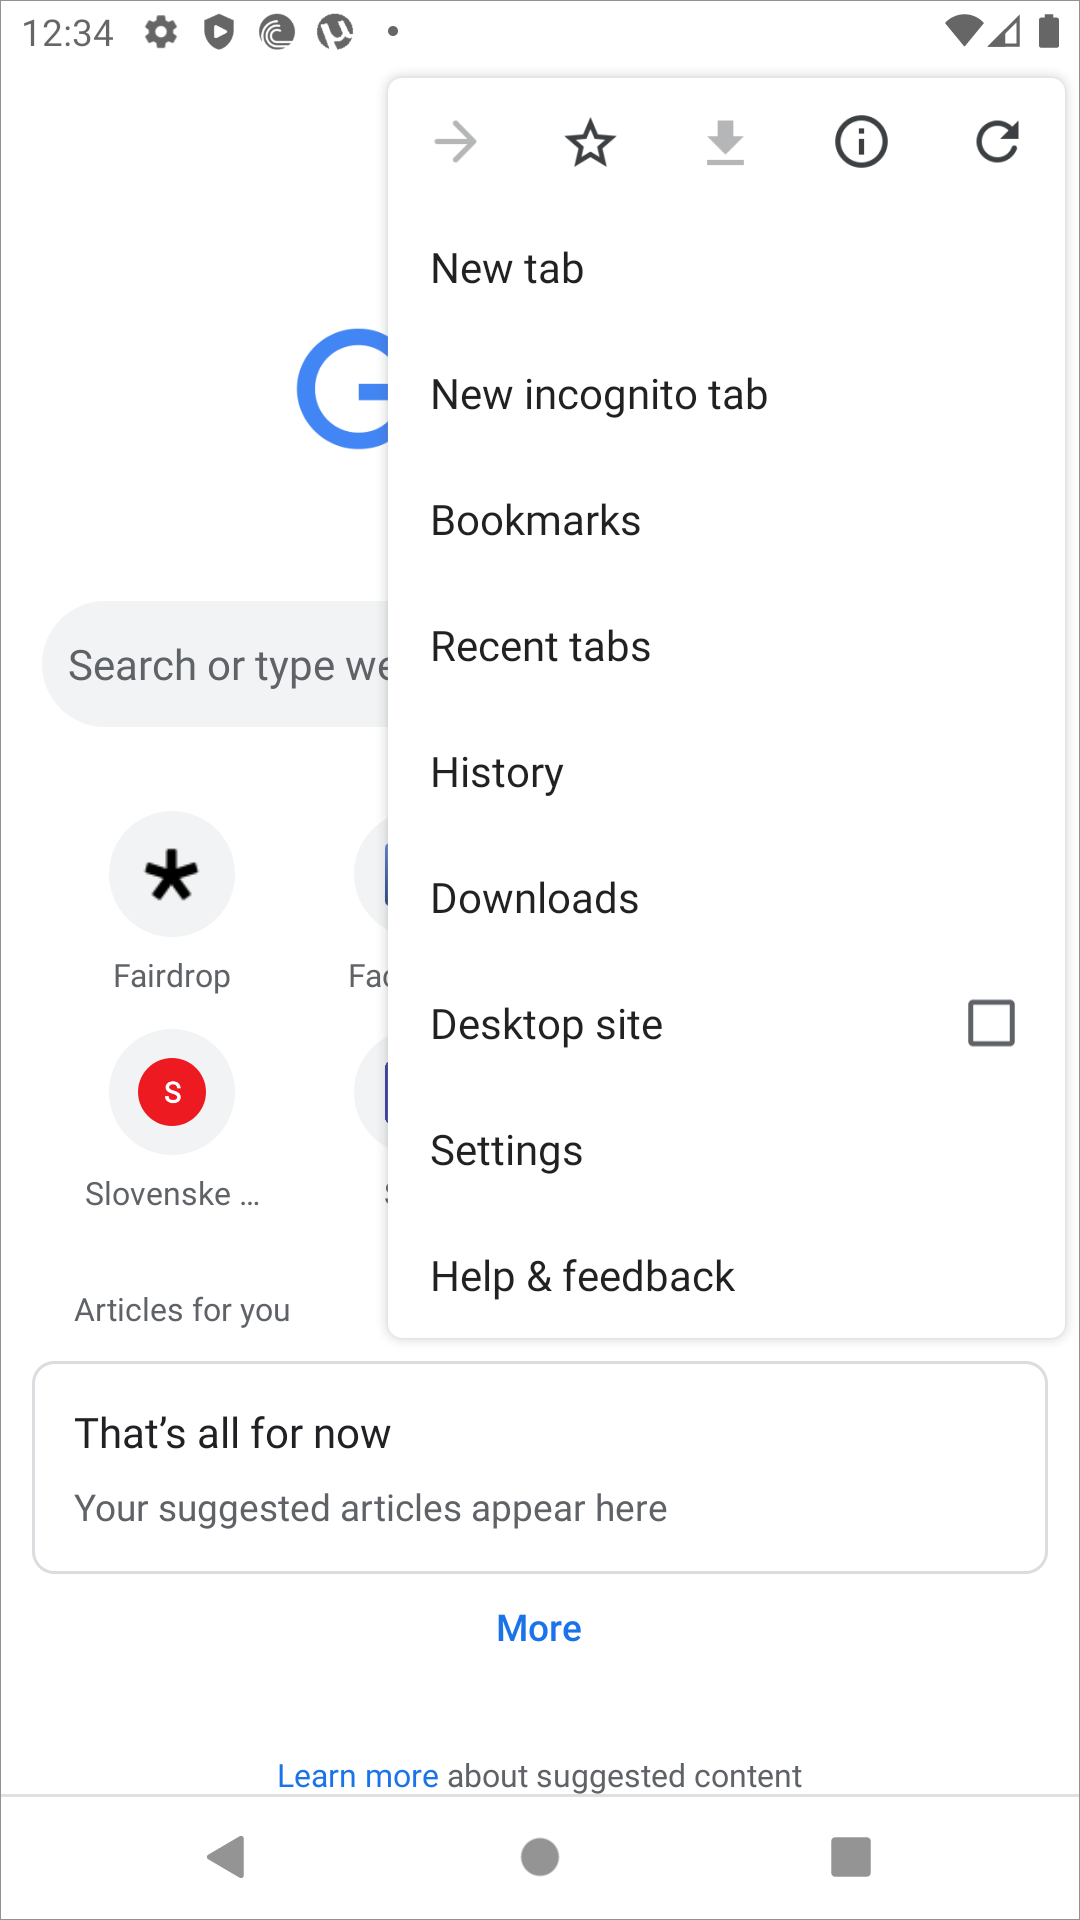 12:34
New tab
New incognito tab
Bookmarks
Search or type we
Recent tabs
History
Downloads
Fairdrop
Fac
Desktop site
S
Settings
Slovenske ...
Help & feedback
Articles for you
That's all for now
Your suggested articles appear here
More
Learn more about suggested content